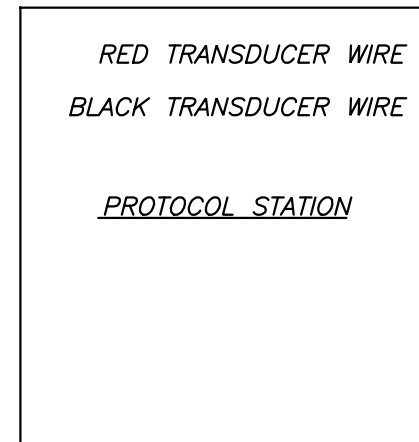 RED TRANSDUCER WIRE
BLACK TRANSDUCER WIRE
PROTOCOL STATION